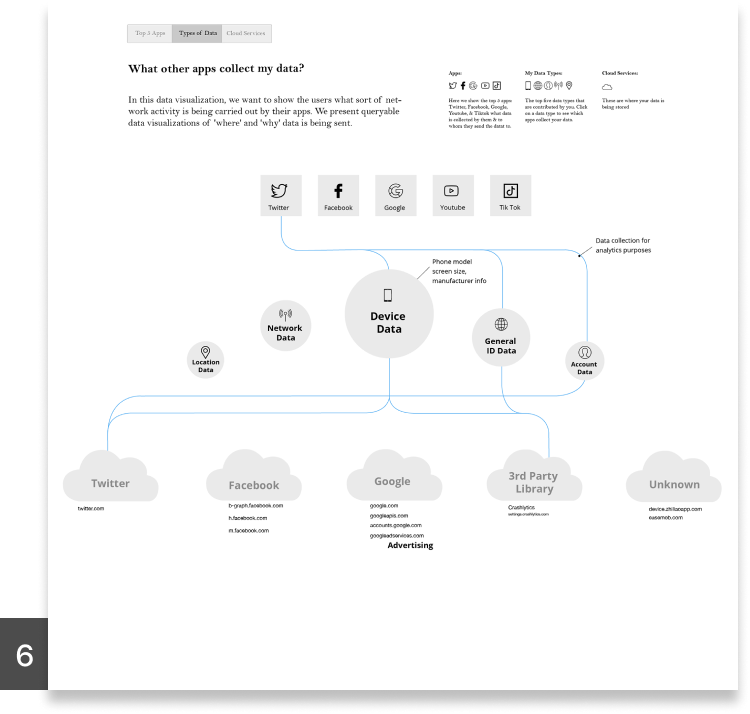 Top 5 Apps Types of Data Cloud Services
What other apps collect my data?
In this data visualization, we want to show the users what sort of net-
work activity is being carried out by their apps. We present queryable
data visualizations of 'where' and 'why' data is being sent.
Apps:
Here we show the top 5 apps:
Twitter, Facebook, Google,
Youtube, & Tiktok what data
is collected by them & to
whom they send the datat to.
My Data Types:
The top five data types that
are contributed by you. Click
on a data type to see which
apps collect your data.
Cloud Services:
These are where your data is
being stored
Twitter
Facebook
Google
Youtube
Tik Tok
Data collection for
analytics purposes
Phone model
screen size,
manufacturer info
Device
Data
Network
Data
General
ID Data
Location
Data
Account
Data
Twitter
twitter.com
Facebook
b-graph.facebook.com
h.facebook.com
m.facebook.com
Google
google.com
googleapis.com
accounts.google.com
googleadservices.com
Advertising
3rd Party
Library
Crashlytics
settings.crashlytics.com
Unknown
device.zhiliaoapp.com
easemob.com
6